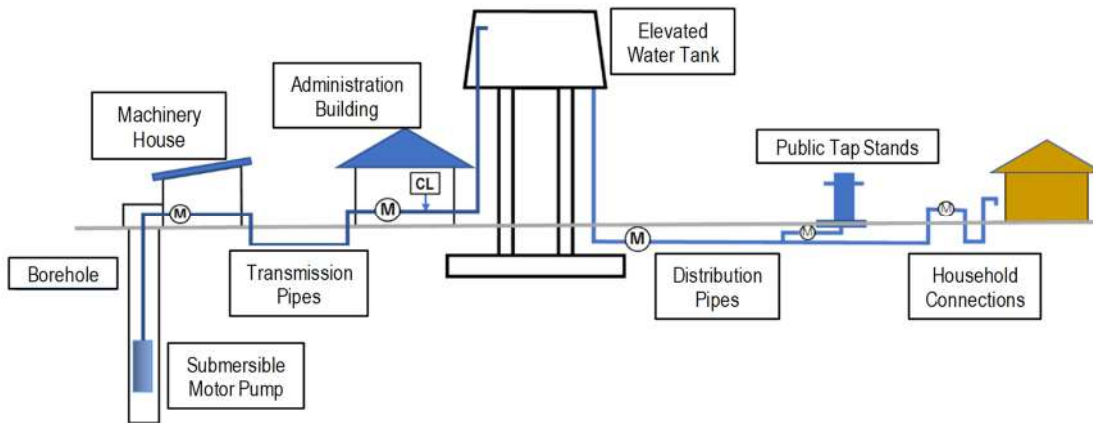 Elevated
Water Tank
Administration
Building
Machinery
House
Public Tap Stands
CL
M
M
M
M
M
Borehole
Transmission
Pipes
Distribution
Pipes
Household
Connections
Submersible
Motor Pump